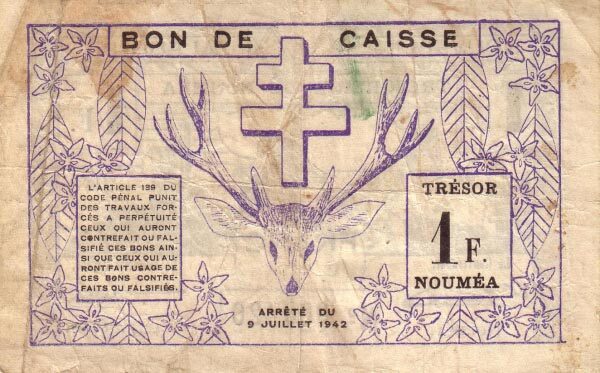 BON DE CAISSE
L'ARTICLE 139 DU
CODE PÉNAL PUNIT
DES TRAVAUX FOR-
CÉS A PERPÉTUITÉ
CEUX QUI AURONT
CONTREFAIT OU FAL-
SIFIÉ CES BONS AIN-
SI QUE CEUX QUI AU-
RONT FAIT USAGE DE
CES BONS CONTRE-
FAITS OU FALSIFIÉS.
TRÉSOR
1 F.
NOUMÉA
ARRÊTÉ DU
9 JUILLET 1942